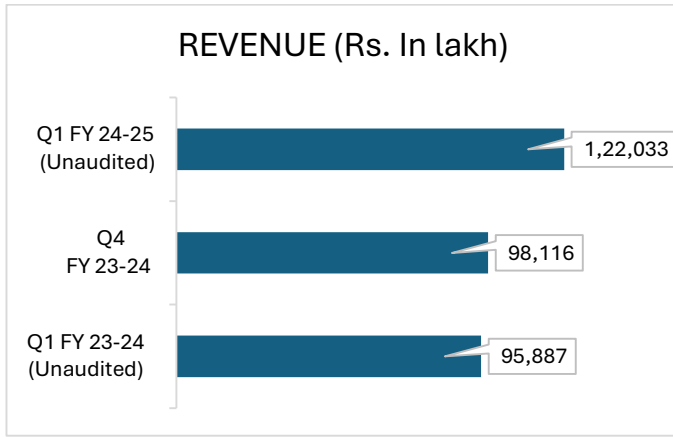 REVENUE (Rs. In lakh)
Q1 FY 24-25
(Unaudited)
1,22,033
Q4
FY 23-24
98,116
Q1 FY 23-24
(Unaudited)
95,887